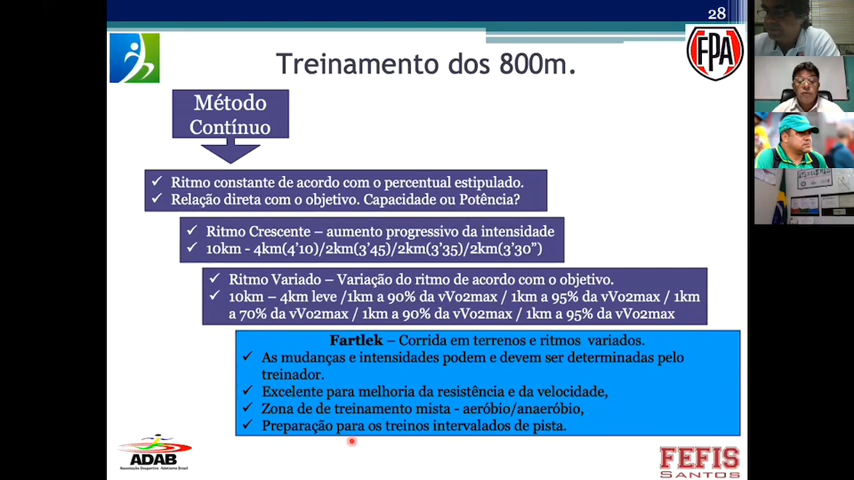 28
Treinamento dos 800m.
FPA
Método
Contínuo
✓ Ritmo constante de acordo com o percentual estipulado.
✓ Relação direta com o objetivo. Capacidade ou Potência?
✓ Ritmo Crescente – aumento progressivo da intensidade
✓ 10km - 4km(4’10)/2km(3’45)/2km(3’35)/2km(3’30”)
✓ Ritmo Variado – Variação do ritmo de acordo com o objetivo.
✓ 10km – 4km leve /1km a 90% da vVo2max / 1km a 95% da vVo2max / 1km
a 70% da vVo2max / 1km a 90% da vVo2max / 1km a 95% da vVo2max
Fartlek – Corrida em terrenos e ritmos variados.
✓ As mudanças e intensidades podem e devem ser determinadas pelo
treinador.
✓ Excelente para melhoria da resistência e da velocidade,
✓ Zona de de treinamento mista - aeróbio/anaeróbio,
✓ Preparação para os treinos intervalados de pista.
ADAB
FEFIS
SANTOS